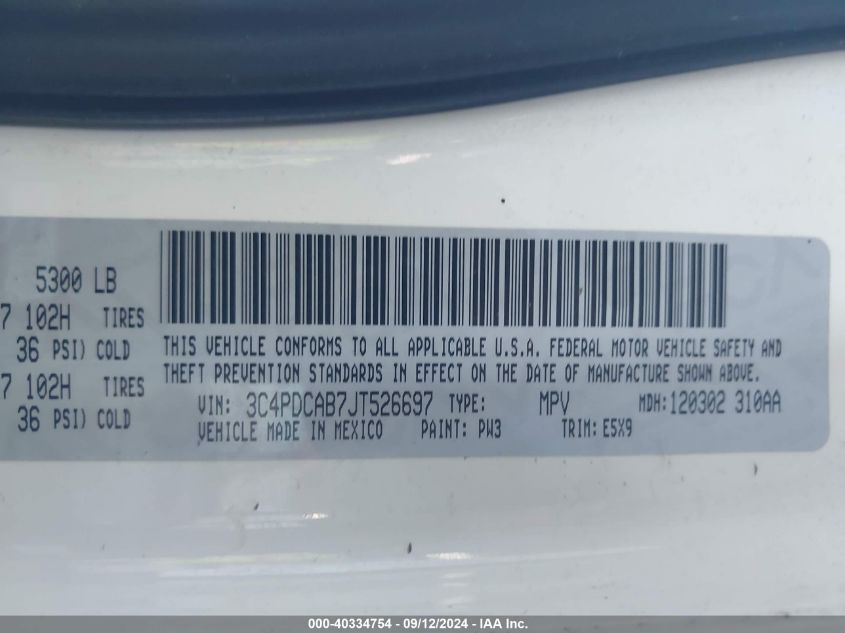 5300 LB
7 102H TIRES
36 PSI) COLD
7 102H TIRES
36 PSI) COLD
THIS VEHICLE CONFORMS TO ALL APPLICABLE U.S.A. FEDERAL MOTOR VEHICLE SAFETY AND
THEFT PREVENTION STANDARDS IN EFFECT ON THE DATE OF MANUFACTURE SHOWN ABOVE.
VIN: 3C4PDCAB7JT526697 TYPE: MPV MDH:120302 310AA
VEHICLE MADE IN MEXICO PAINT: PW3 TRIM:E5X9
000-40334754 - 09/12/2024 - IAA Inc.